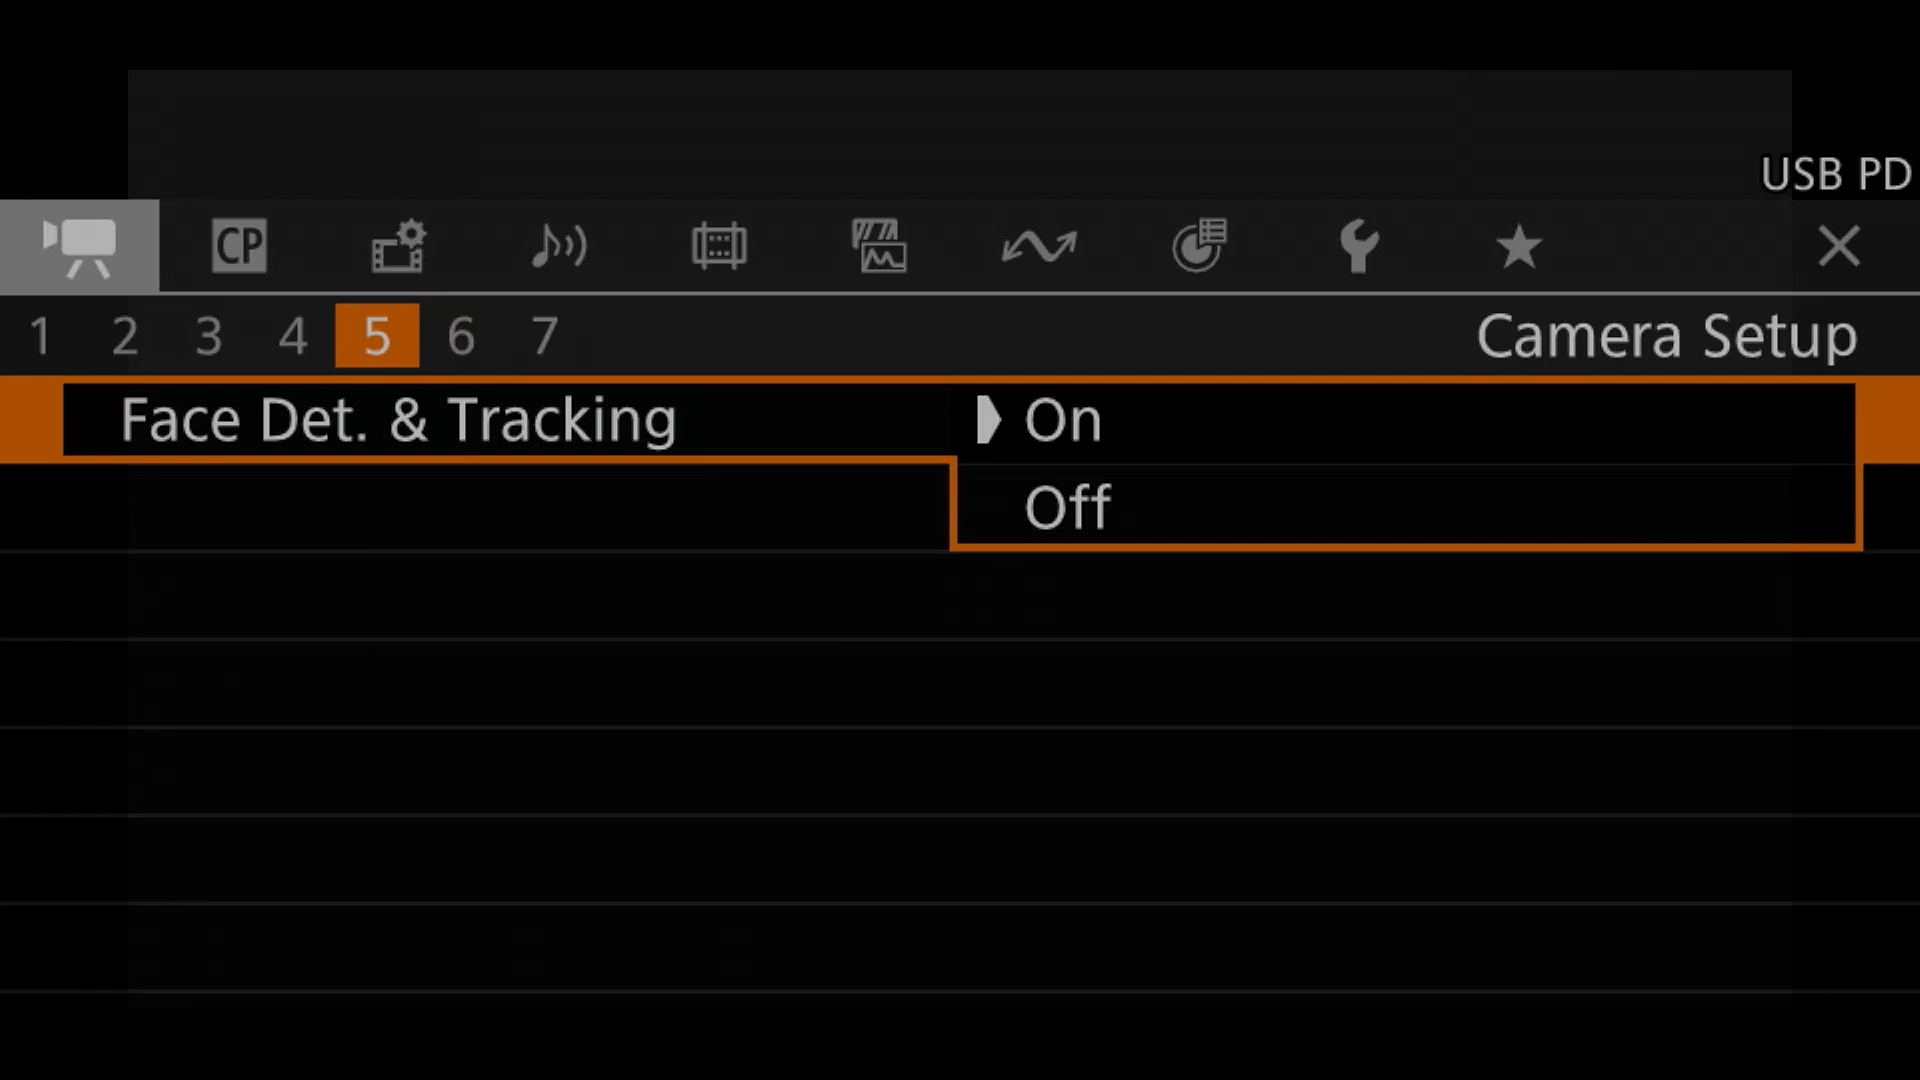 USB PD
CP
1 2 3 4 5 6 7 Camera Setup
Face Det. & Tracking On
Off